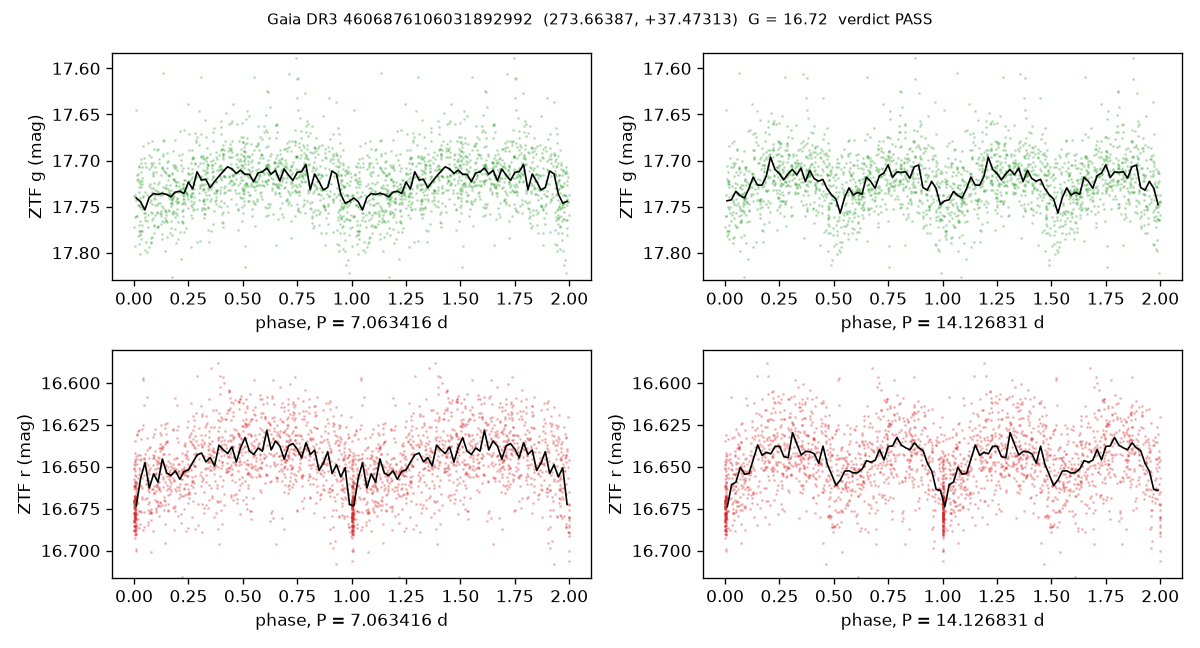 Gaia DR3 4606876106031892992  (273.66387, +37.47313)  G = 16.72  verdict PASS
ZTF g (mag)
17.60
17.65
17.70
17.75
17.80
0.00 0.25 0.50 0.75 1.00 1.25 1.50 1.75 2.00
phase, P = 7.063416 d
ZTF g (mag)
17.60
17.65
17.70
17.75
17.80
0.00 0.25 0.50 0.75 1.00 1.25 1.50 1.75 2.00
phase, P = 14.126831 d
ZTF r (mag)
16.600
16.625
16.650
16.675
16.700
0.00 0.25 0.50 0.75 1.00 1.25 1.50 1.75 2.00
phase, P = 7.063416 d
ZTF r (mag)
16.600
16.625
16.650
16.675
16.700
0.00 0.25 0.50 0.75 1.00 1.25 1.50 1.75 2.00
phase, P = 14.126831 d